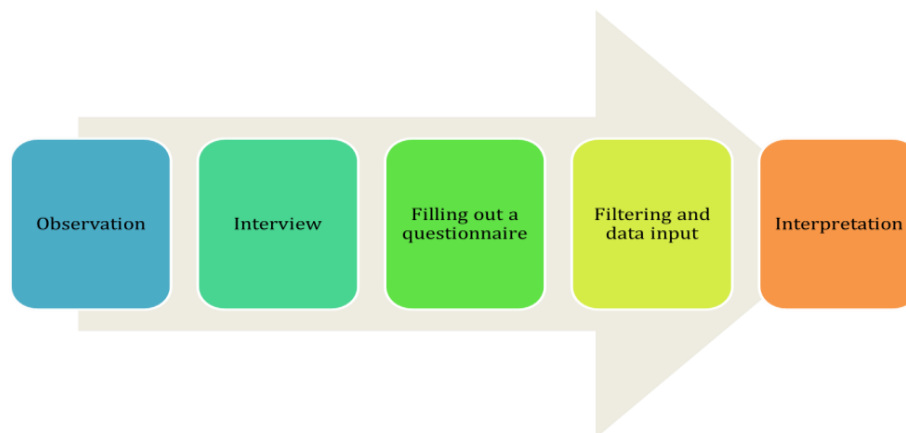 Observation
Interview
Filling out a
questionnaire
Filtering and
data input
Interpretation